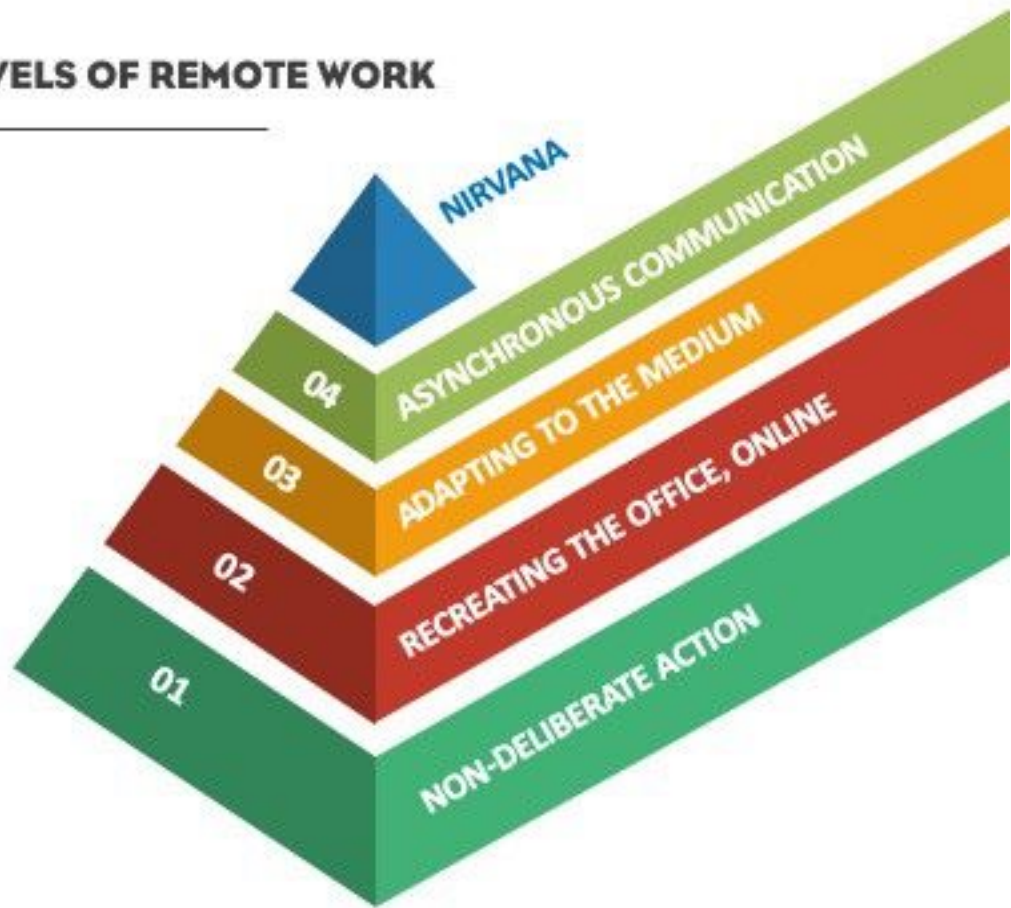 VELS OF REMOTE WORK
NIRVANA
04
ASYNCHRONOUS COMMUNICATION
03
ADAPTING TO THE MEDIUM
02
RECREATING THE OFFICE, ONLINE
01
NON-DELIBERATE ACTION